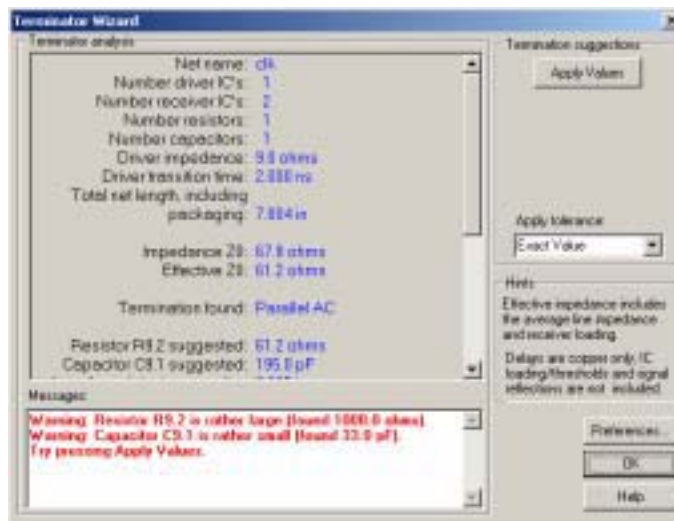 Terminator Wizard
Terminator analysis
Net name: clk
Number driver IC's: 1
Number receiver IC's: 2
Number resistors: 1
Number capacitors: 1
Driver impedance: 9.0 ohms
Driver transition time: 2.000 ns
Total net length, including
packaging: 7.804 in
Impedance Z0: 67.8 ohms
Effective Z0: 61.2 ohms
Termination found: Parallel AC
Resistor R9.2 suggested: 61.2 ohms
Capacitor C9.1 suggested: 195.0 pF
Messages:
Warning: Resistor R9.2 is rather large (found 1000.0 ohms).
Warning: Capacitor C9.1 is rather small (found 33.0 pF).
Try pressing Apply Values.
Termination suggestions
Apply Values
Apply tolerance:
Exact Value
Hints
Effective impedance includes
the average line impedance
and receiver loading.
Delays are copper only, IC
loading/thresholds and signal
reflections are not included.
Preferences...
OK
Help